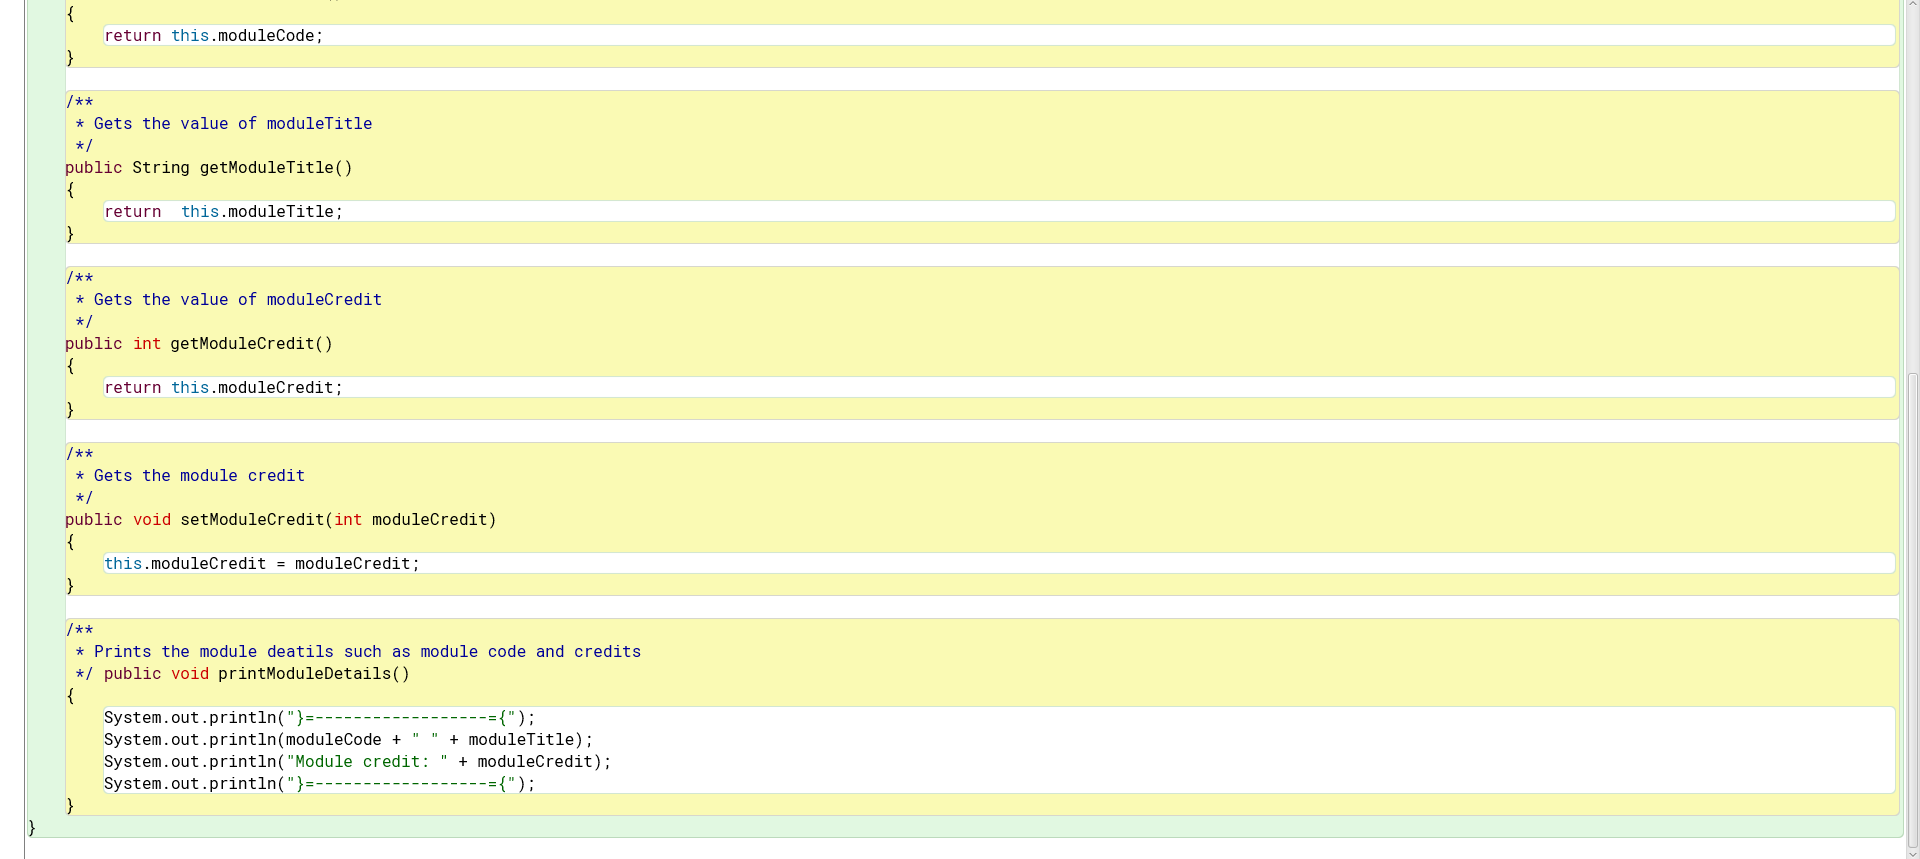 {
return this.moduleCode;
}
/**
* Gets the value of moduleTitle
*/
public String getModuleTitle()
{
return  this.moduleTitle;
}
/**
* Gets the value of moduleCredit
*/
public int getModuleCredit()
{
return this.moduleCredit;
}
/**
* Gets the module credit
*/
public void setModuleCredit(int moduleCredit)
{
this.moduleCredit = moduleCredit;
}
/**
* Prints the module deatils such as module code and credits
*/ public void printModuleDetails()
{
System.out.println("}=------------------={");
System.out.println(moduleCode + " " + moduleTitle);
System.out.println("Module credit: " + moduleCredit);
System.out.println("}=------------------={");
}
}